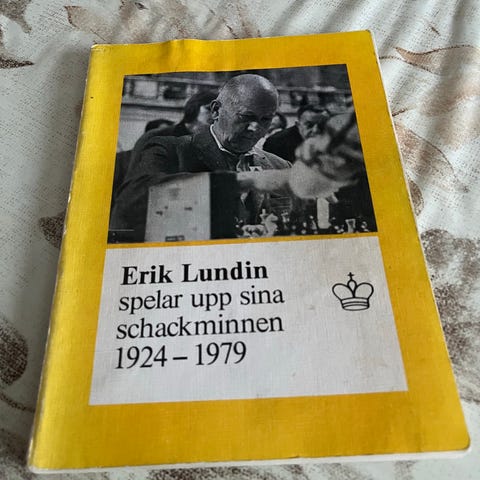 Erik Lundin
spelar upp sina
schackminnen
1924 – 1979